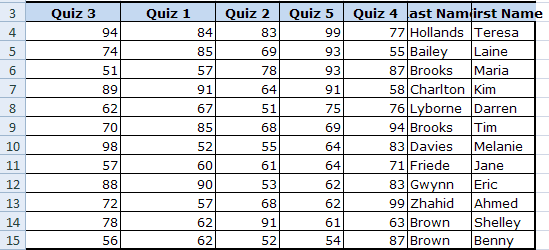 3 Quiz 3 Quiz 1 Quiz 2 Quiz 5 Quiz 4 ast Name irst Name
4 94 84 83 99 77 Hollands Teresa
5 74 85 69 93 55 Bailey Laine
6 51 57 78 93 87 Brooks Maria
7 89 91 64 91 58 Charlton Kim
8 62 67 51 75 76 Lyborne Darren
9 70 85 68 69 94 Brooks Tim
10 98 52 55 64 83 Davies Melanie
11 57 60 61 64 71 Friede Jane
12 88 90 53 62 83 Gwynn Eric
13 72 57 68 62 99 Zhahid Ahmed
14 78 62 91 61 63 Brown Shelley
15 56 62 52 54 87 Brown Benny